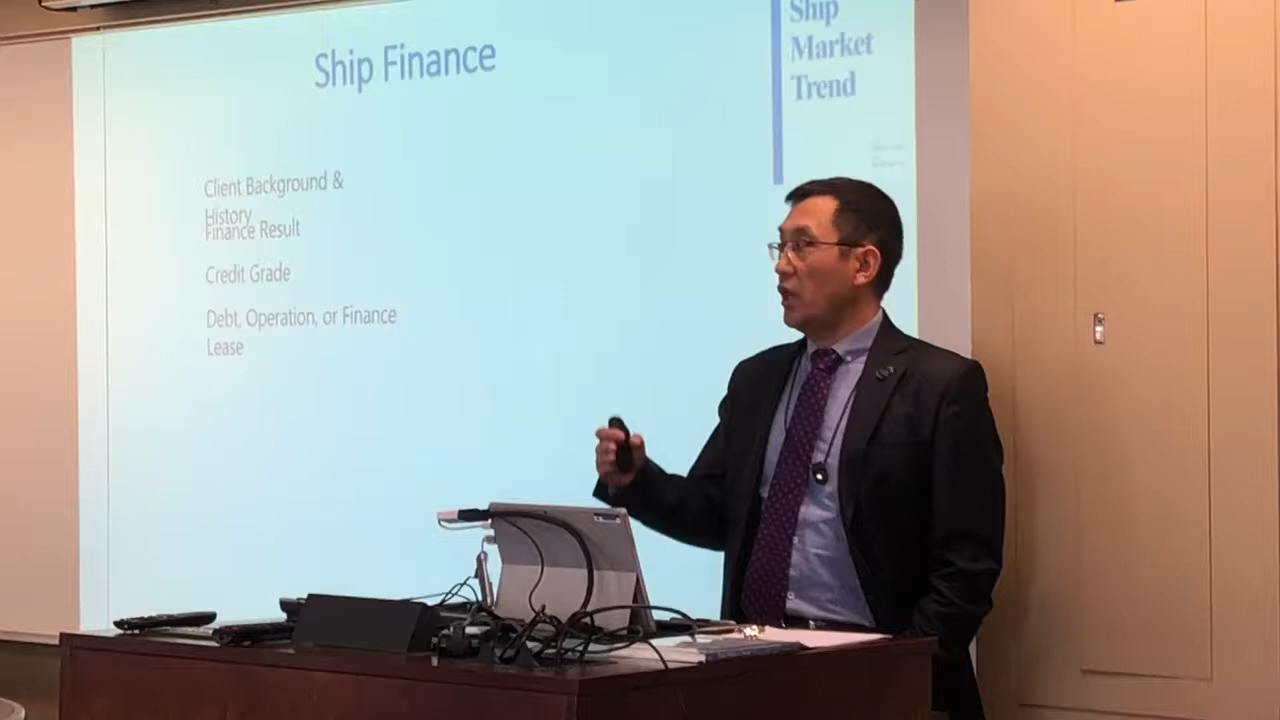 Ship Finance
Client Background &
History
Finance Result
Credit Grade
Debt, Operation, or Finance
Lease
Ship
Market
Trend